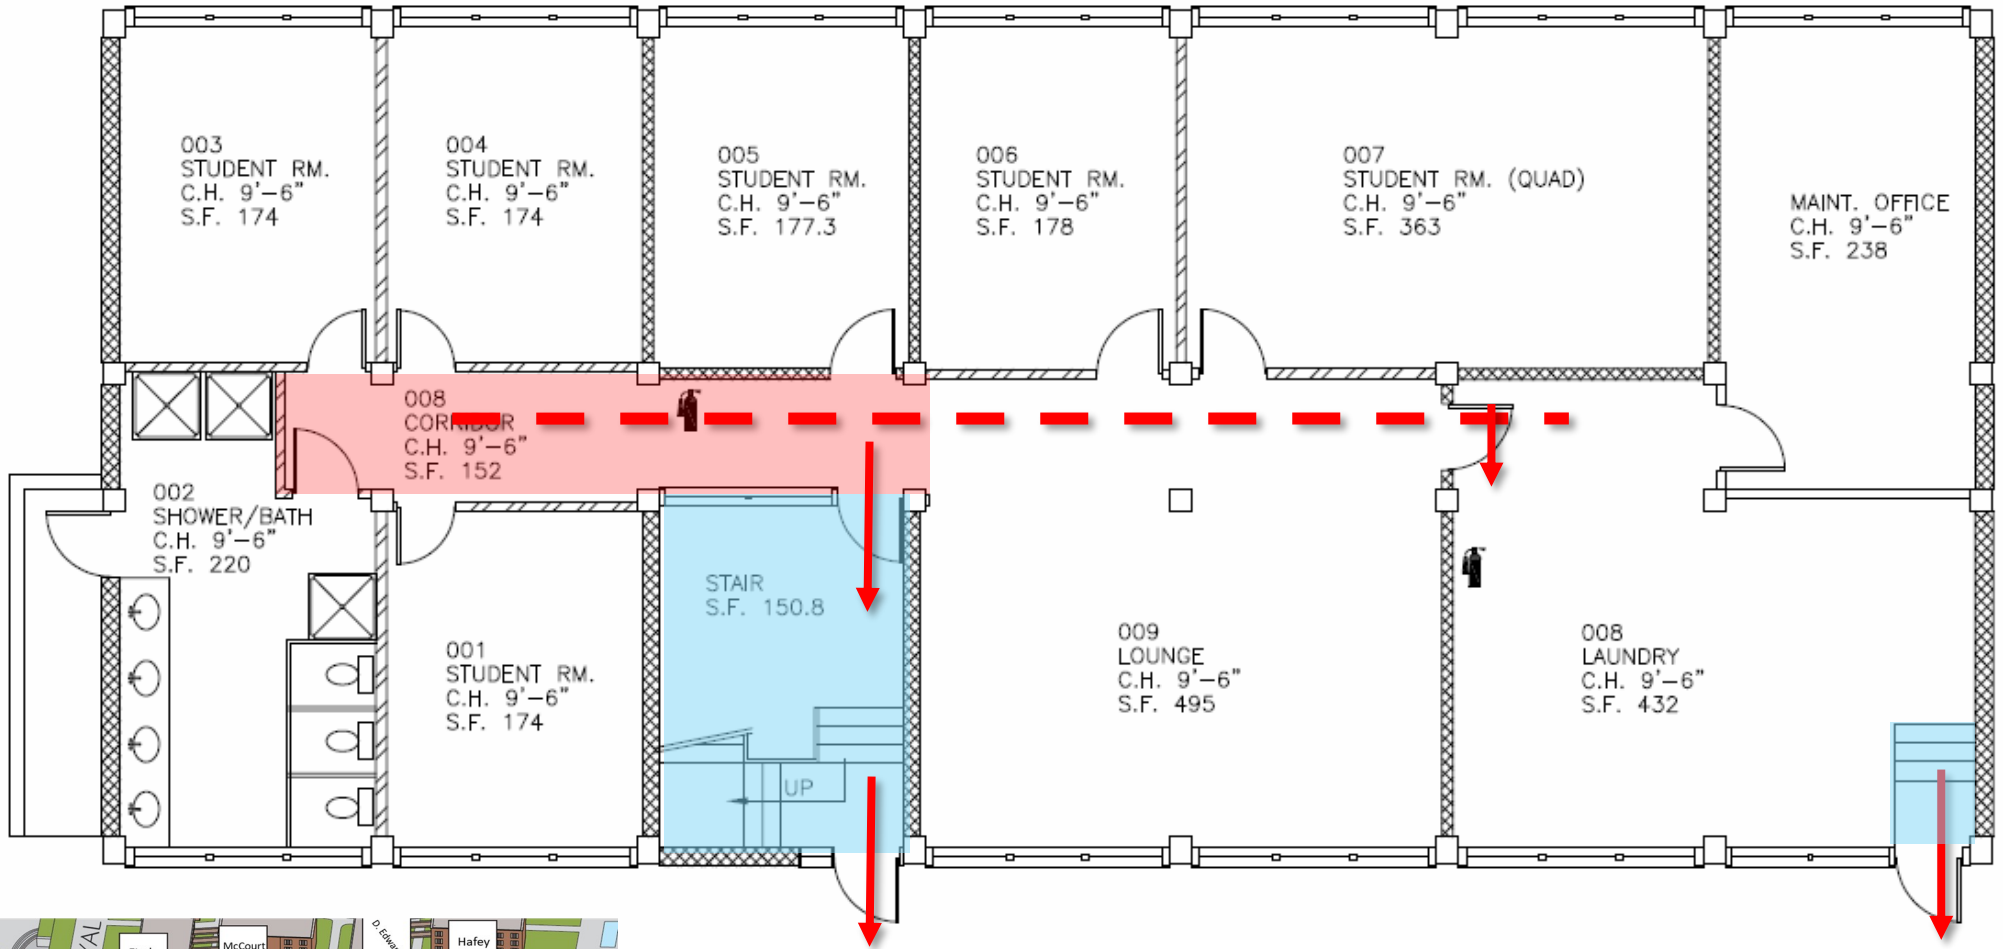 003
STUDENT RM.
C.H. 9'-6"
S.F. 174
004
STUDENT RM.
C.H. 9'-6"
S.F. 174
005
STUDENT RM.
C.H. 9'-6"
S.F. 177.3
006
STUDENT RM.
C.H. 9'-6"
S.F. 178
007
STUDENT RM. (QUAD)
C.H. 9'-6"
S.F. 363
MAINT. OFFICE
C.H. 9'-6"
S.F. 238
008
CORRIDOR
C.H. 9'-6"
S.F. 152
002
SHOWER/BATH
C.H. 9'-6"
S.F. 220
STAIR
S.F. 150.8
001
STUDENT RM.
C.H. 9'-6"
S.F. 174
009
LOUNGE
C.H. 9'-6"
S.F. 495
008
LAUNDRY
C.H. 9'-6"
S.F. 432
UP
McCourt
Hafey